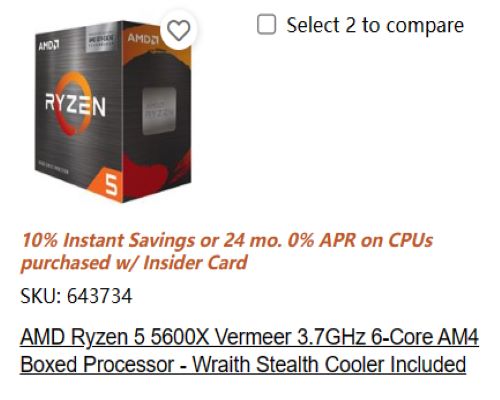 Select 2 to compare
AMD
AMD
RYZEN
5
10% Instant Savings or 24 mo. 0% APR on CPUs
purchased w/ Insider Card
SKU: 643734
AMD Ryzen 5 5600X Vermeer 3.7GHz 6-Core AM4
Boxed Processor - Wraith Stealth Cooler Included